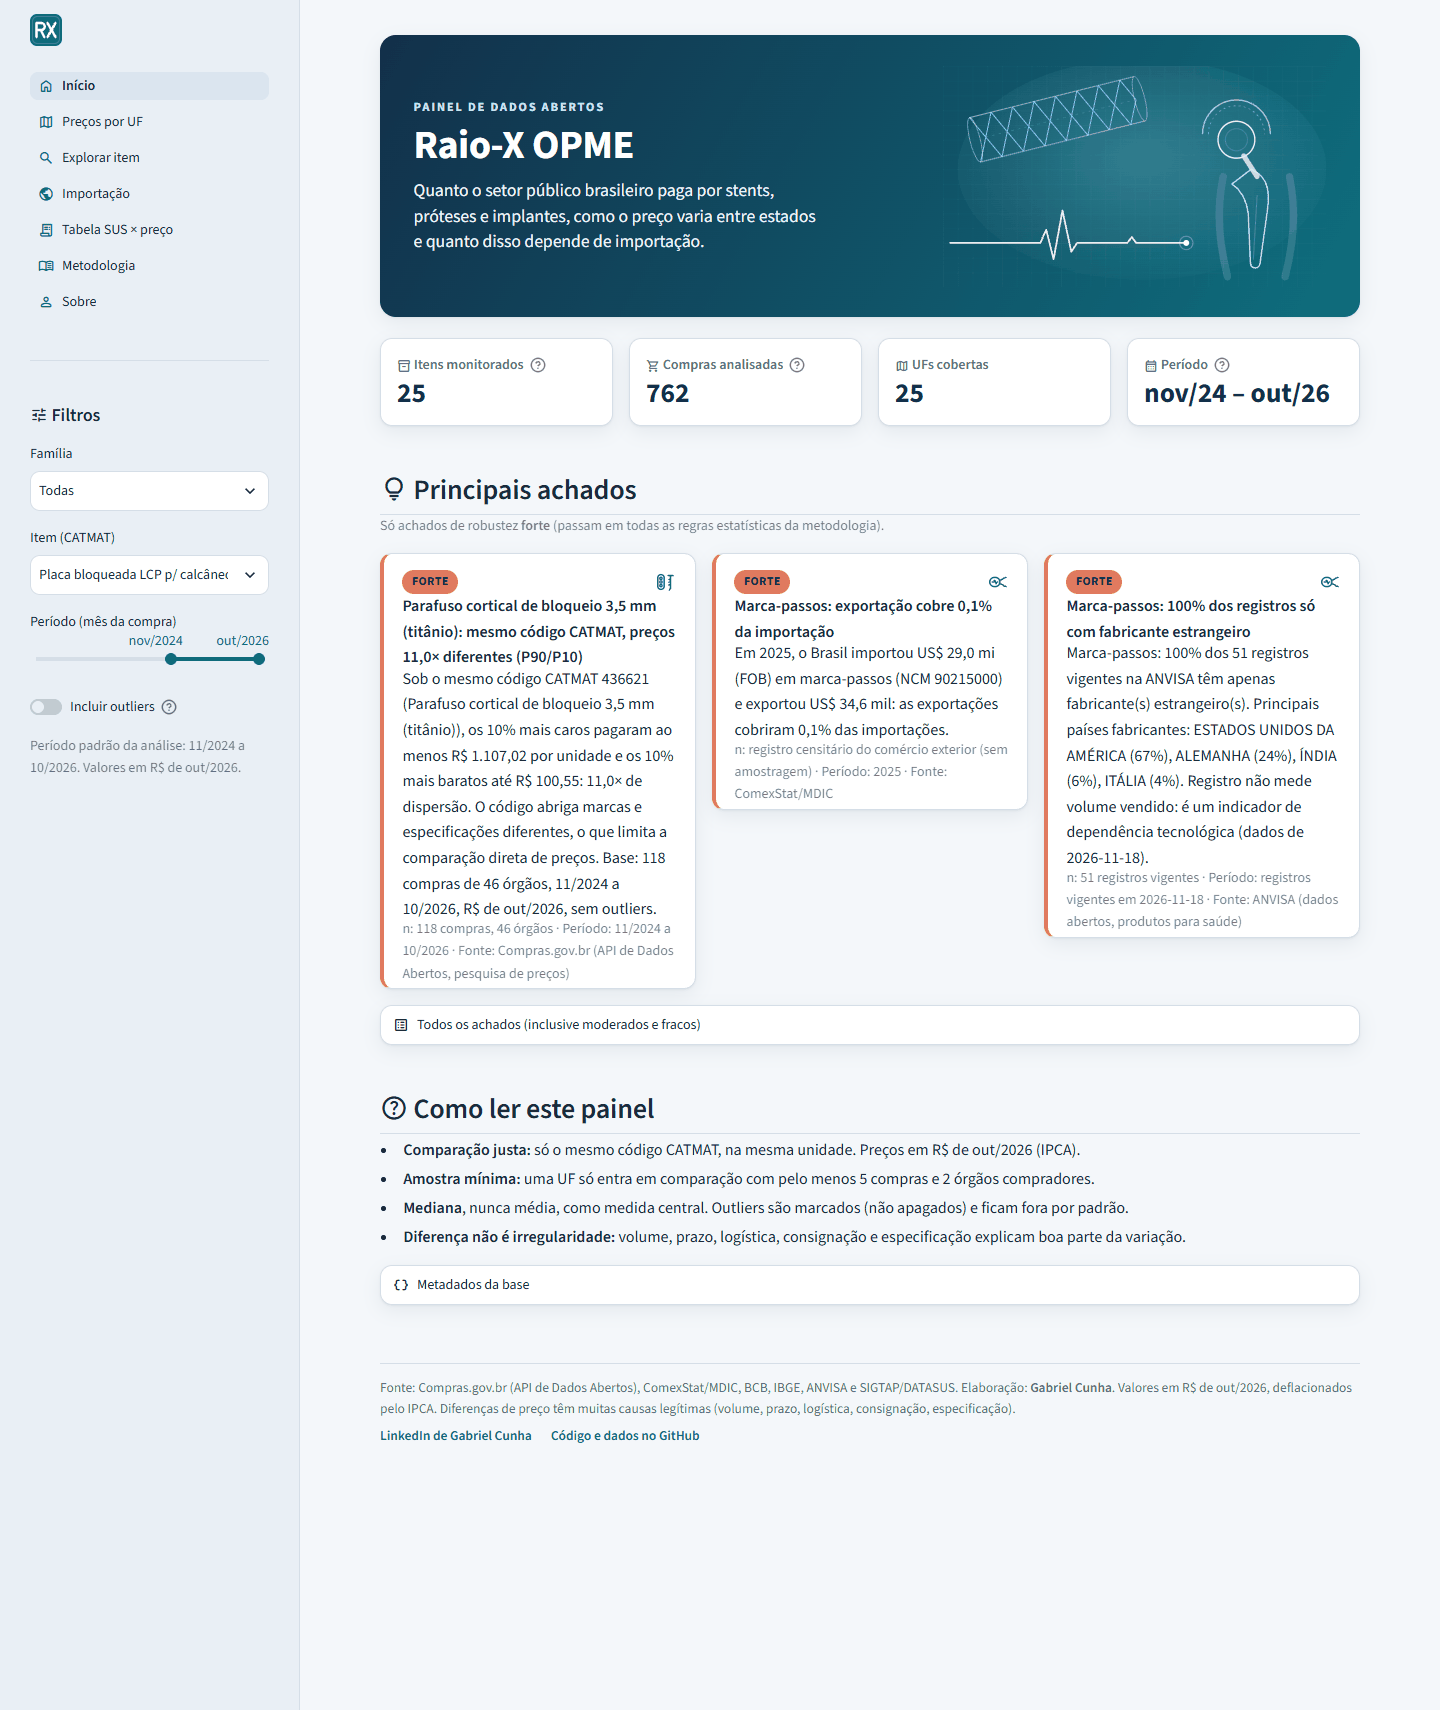 RX
Início
Preços por UF
Explorar item
Importação
Tabela SUS × preço
Metodologia
Sobre
Filtros
Família
Todas
Item (CATMAT)
Placa bloqueada LCP p/ calcâneo
Período (mês da compra)
nov/2024 out/2026
Incluir outliers
Período padrão da análise: 11/2024 a
10/2026. Valores em R$ de out/2026.
PAINEL DE DADOS ABERTOS
Raio-X OPME
Quanto o setor público brasileiro paga por stents,
próteses e implantes, como o preço varia entre estados
e quanto disso depende de importação.
Itens monitorados
25
Compras analisadas
762
UFs cobertas
25
Período
nov/24 – out/26
Principais achados
Só achados de robustez forte (passam em todas as regras estatísticas da metodologia).
FORTE
Parafuso cortical de bloqueio 3,5 mm
(titânio): mesmo código CATMAT, preços
11,0× diferentes (P90/P10)
Sob o mesmo código CATMAT 436621
(Parafuso cortical de bloqueio 3,5 mm
(titânio)), os 10% mais caros pagaram ao
menos R$ 1.107,02 por unidade e os 10%
mais baratos até R$ 100,55: 11,0× de
dispersão. O código abriga marcas e
especificações diferentes, o que limita a
comparação direta de preços. Base: 118
compras de 46 órgãos, 11/2024 a
10/2026, R$ de out/2026, sem outliers.
n: 118 compras, 46 órgãos · Período: 11/2024 a
10/2026 · Fonte: Compras.gov.br (API de Dados
Abertos, pesquisa de preços)
FORTE
Marca-passos: exportação cobre 0,1%
da importação
Em 2025, o Brasil importou US$ 29,0 mi
(FOB) em marca-passos (NCM 90215000)
e exportou US$ 34,6 mil: as exportações
cobriram 0,1% das importações.
n: registro censitário do comércio exterior (sem
amostragem) · Período: 2025 · Fonte:
ComexStat/MDIC
FORTE
Marca-passos: 100% dos registros só
com fabricante estrangeiro
Marca-passos: 100% dos 51 registros
vigentes na ANVISA têm apenas
fabricante(s) estrangeiro(s). Principais
países fabricantes: ESTADOS UNIDOS DA
AMÉRICA (67%), ALEMANHA (24%), ÍNDIA
(6%), ITÁLIA (4%). Registro não mede
volume vendido: é um indicador de
dependência tecnológica (dados de
2026-11-18).
n: 51 registros vigentes · Período: registros
vigentes em 2026-11-18 · Fonte: ANVISA (dados
abertos, produtos para saúde)
Todos os achados (inclusive moderados e fracos)
Como ler este painel
Comparação justa: só o mesmo código CATMAT, na mesma unidade. Preços em R$ de out/2026 (IPCA).
Amostra mínima: uma UF só entra em comparação com pelo menos 5 compras e 2 órgãos compradores.
Mediana, nunca média, como medida central. Outliers são marcados (não apagados) e ficam fora por padrão.
Diferença não é irregularidade: volume, prazo, logística, consignação e especificação explicam boa parte da variação.
Metadados da base
Fonte: Compras.gov.br (API de Dados Abertos), ComexStat/MDIC, BCB, IBGE, ANVISA e SIGTAP/DATASUS. Elaboração: Gabriel Cunha. Valores em R$ de out/2026, deflacionados
pelo IPCA. Diferenças de preço têm muitas causas legítimas (volume, prazo, logística, consignação, especificação).
LinkedIn de Gabriel Cunha Código e dados no GitHub